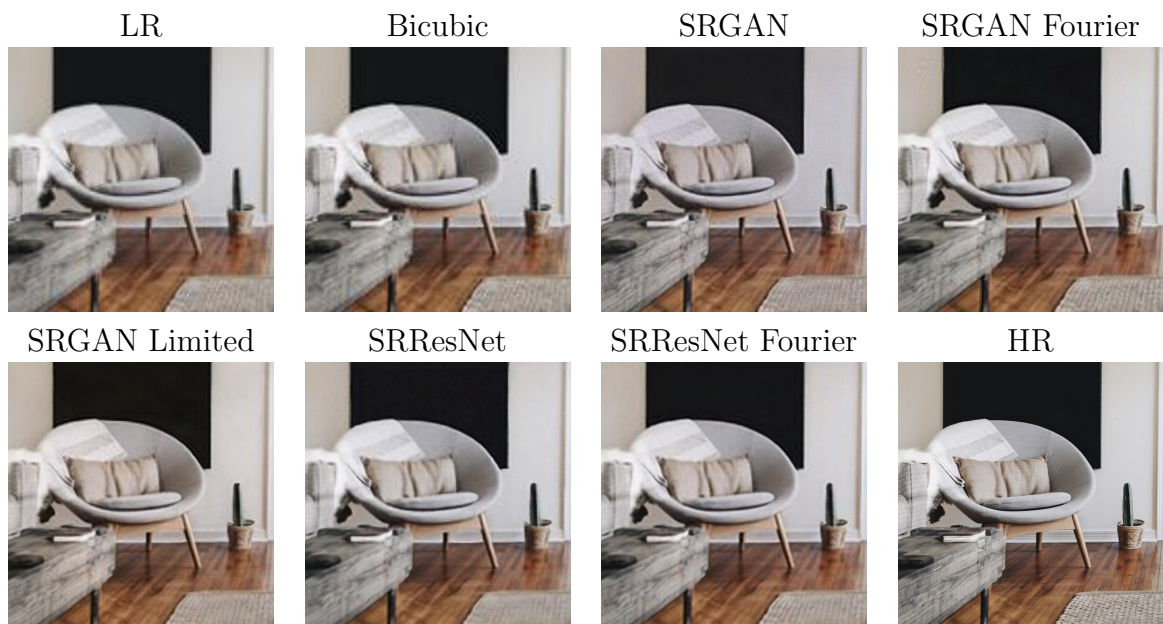 LR
Bicubic
SRGAN
SRGAN Fourier
SRGAN Limited
SRResNet
SRResNet Fourier
HR